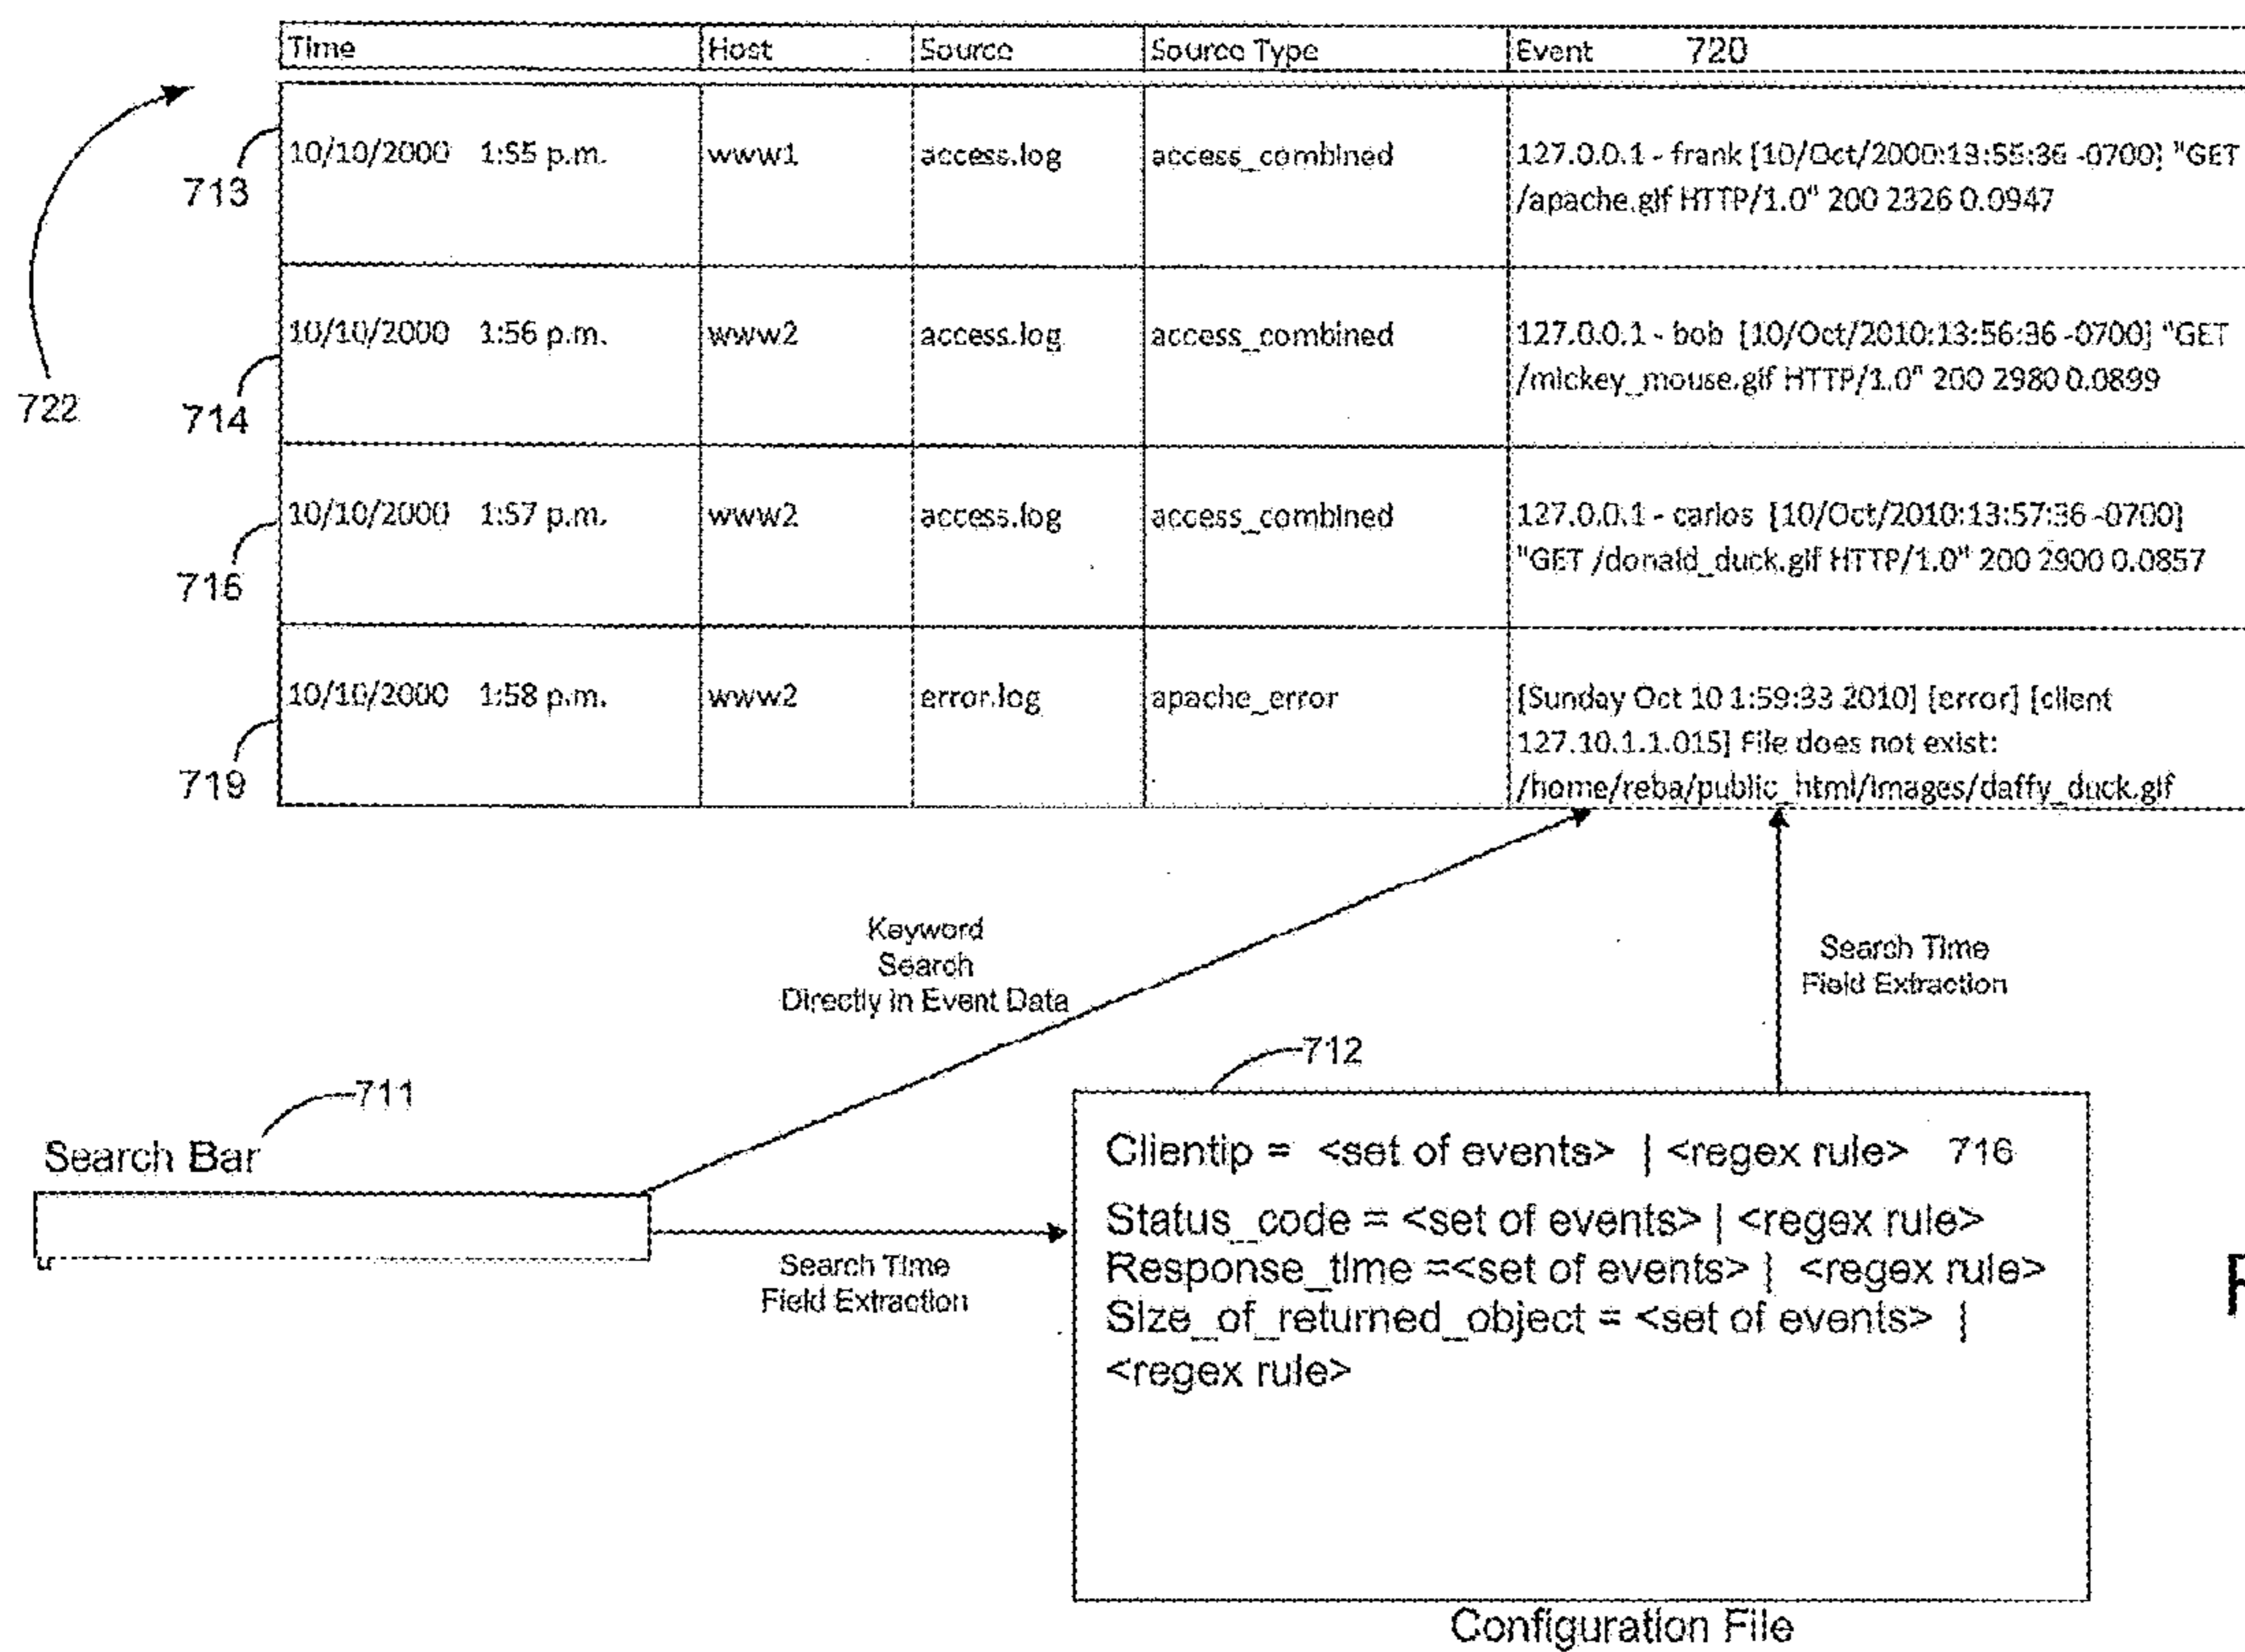 Time Host Source Source Type Event 720
713 10/10/2000 1:55 p.m. www1 access.log access_combined 127.0.0.1 - frank [10/Oct/2000:13:55:36 -0700] "GET
/apache.gif HTTP/1.0" 200 2326 0.0947
714 10/10/2000 1:56 p.m. www2 access.log access_combined 127.0.0.1 - bob [10/Oct/2010:13:56:36 -0700] "GET
/mickey_mouse.gif HTTP/1.0" 200 2980 0.0899
722
716 10/10/2000 1:57 p.m. www2 access.log access_combined 127.0.0.1 - carlos [10/Oct/2010:13:57:36 -0700]
"GET /donald_duck.gif HTTP/1.0" 200 2900 0.0857
719 10/10/2000 1:58 p.m. www2 error.log apache_error [Sunday Oct 10 1:59:33 2010] [error] [client
127.10.1.1.015] File does not exist:
/home/reba/public_html/images/daffy_duck.gif
Keyword
Search
Directly in Event Data
Search Time
Field Extraction
711
Search Bar
Search Time
Field Extraction
712
Clientip = <set of events> | <regex rule> 716
Status_code = <set of events> | <regex rule>
Response_time =<set of events> | <regex rule>
Size_of_returned_object = <set of events> |
<regex rule>
Configuration File